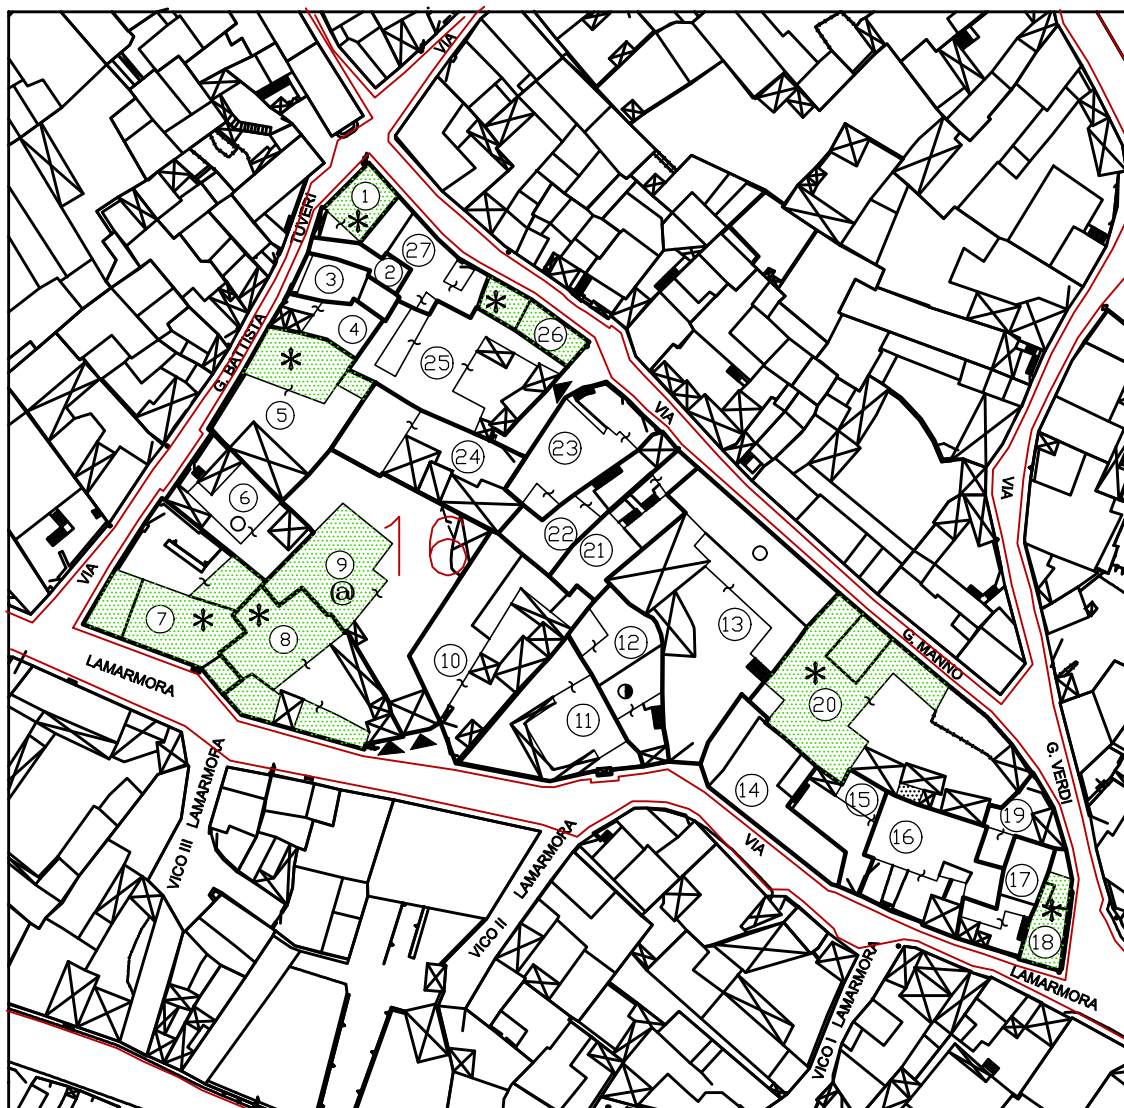 VIA
TUVERI
1
27
2
3
4
26
25
G. BATTISTA
5
VIA
23
24
6
VIA
16
22
21
9
@
VIA
7
8
12
13
G. MANNO
10
LAMARMORA
20
11
G. VERDI
14
15
19
16
VICO III LAMARMORA
VIA
LAMARMORA
17
VICO II
18
LAMARMORA
VICO I LAMARMORA